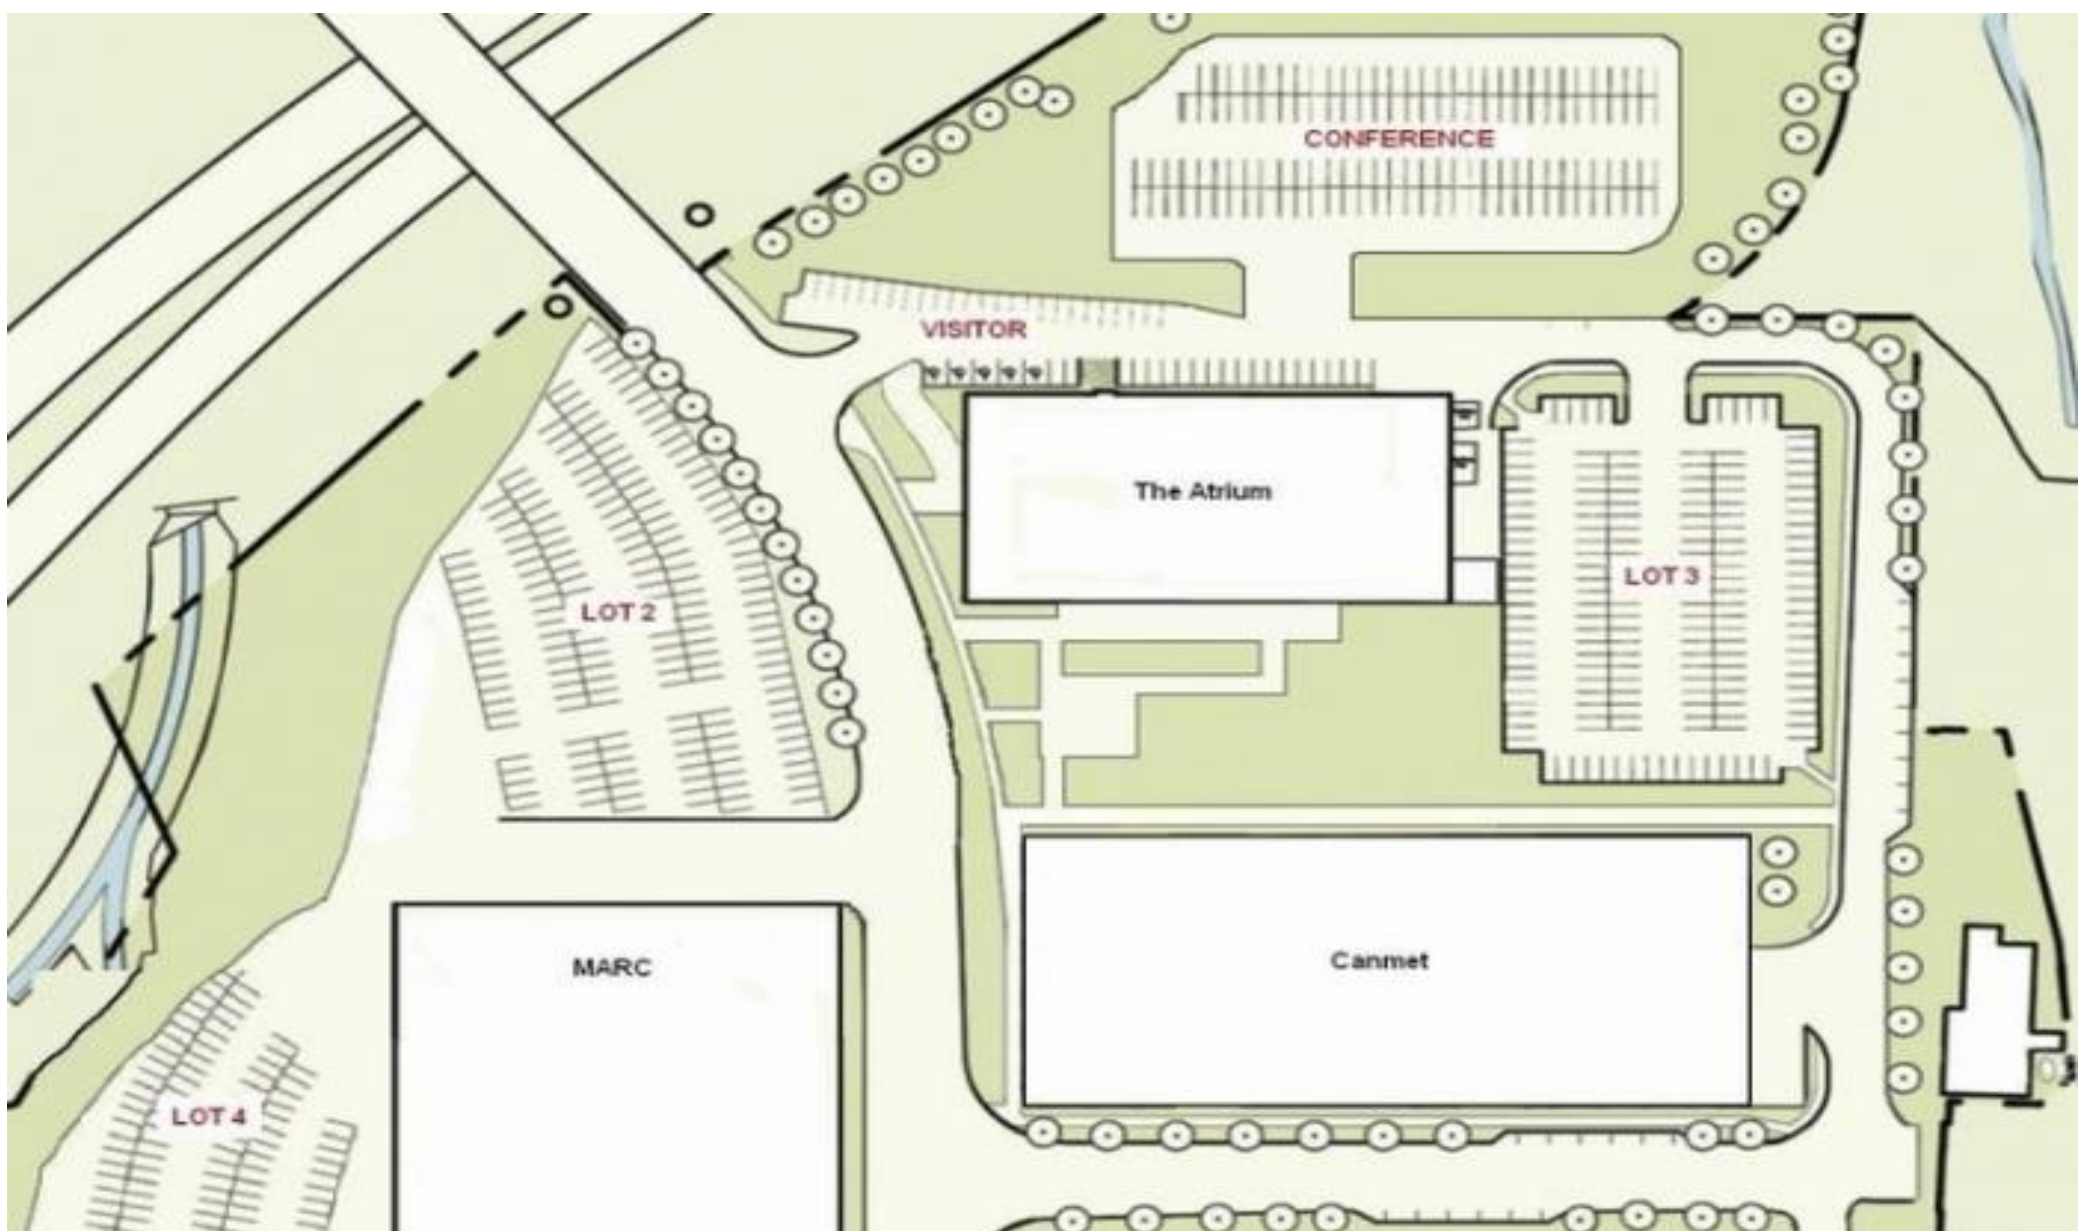 CONFERENCE
VISITOR
The Atrium
LOT 3
LOT 2
Canmet
MARC
LOT 4